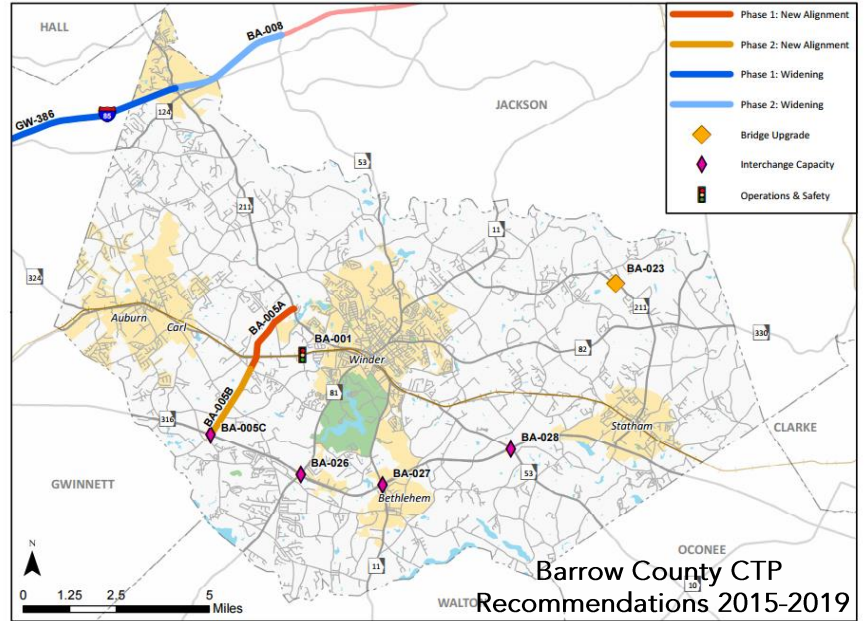 HALL
BA-008
GW-386
85
124
JACKSON
53
211
11
324
BA-023
211
BA-005A
Auburn
Carl
BA-001
330
Winder
82
81
BA-005B
316
BA-005C
Statham
CLARKE
BA-028
BA-026
BA-027
53
GWINNETT
Bethlehem
OCONEE
11
10
WALTON
N
0 1.25 2.5 5
Miles
Phase 1: New Alignment
Phase 2: New Alignment
Phase 1: Widening
Phase 2: Widening
Bridge Upgrade
Interchange Capacity
Operations & Safety
Barrow County CTP
Recommendations 2015-2019